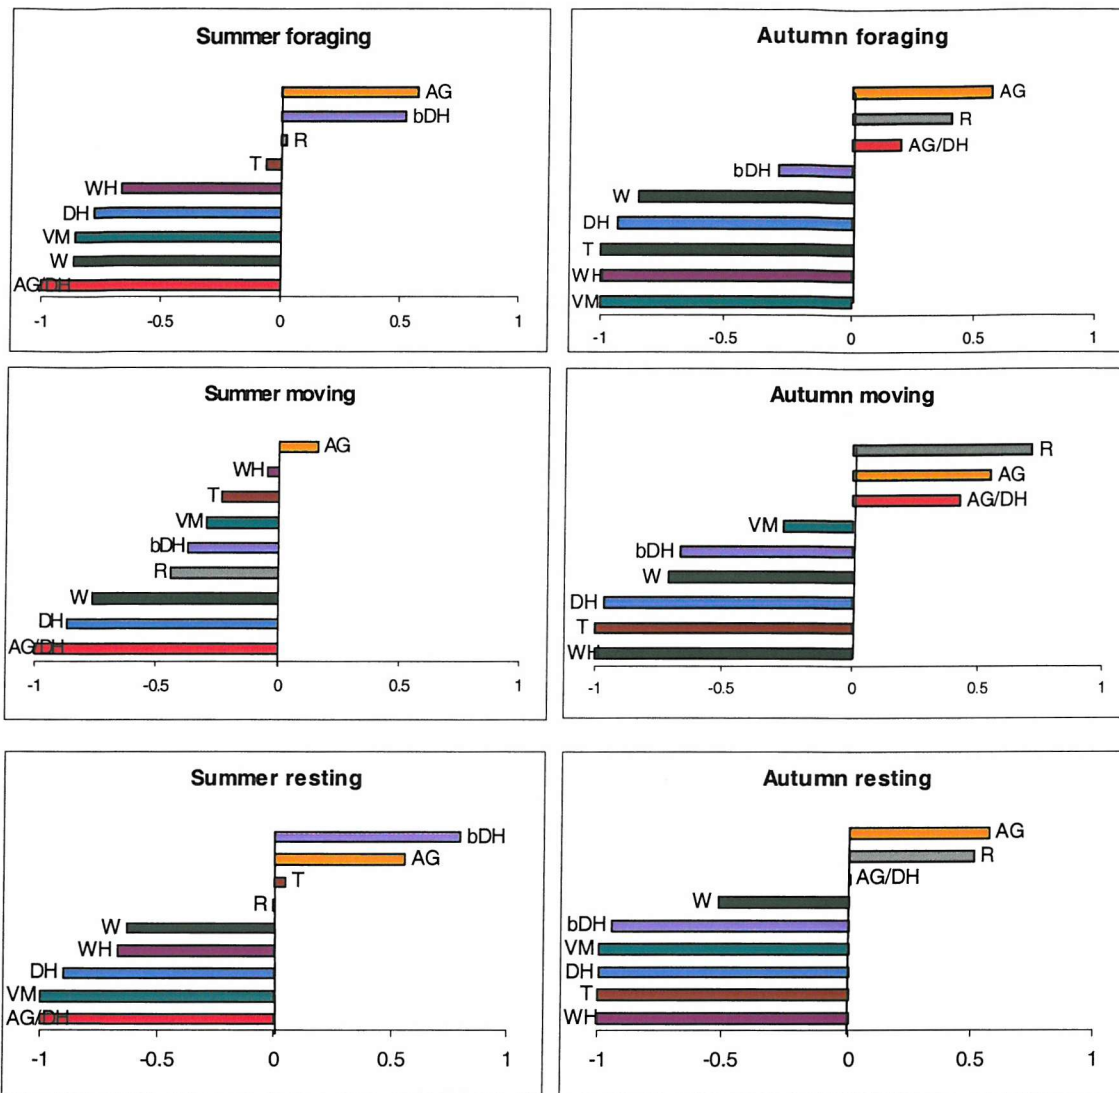 Summer foraging
AG
bDH
R
T
WH
DH
VM
W
AG/DH
-1 -0.5 0 0.5 1
Autumn foraging
AG
R
AG/DH
bDH
W
DH
T
WH
VM
-1 -0.5 0 0.5 1
Summer moving
AG
WH
T
VM
bDH
R
W
DH
AG/DH
-1 -0.5 0 0.5 1
Autumn moving
R
AG
AG/DH
VM
bDH
W
DH
T
WH
-1 -0.5 0 0.5 1
Summer resting
bDH
AG
T
R
W
WH
DH
VM
AG/DH
-1 -0.5 0 0.5 1
Autumn resting
AG
R
AG/DH
W
bDH
VM
DH
T
WH
-1 -0.5 0 0.5 1